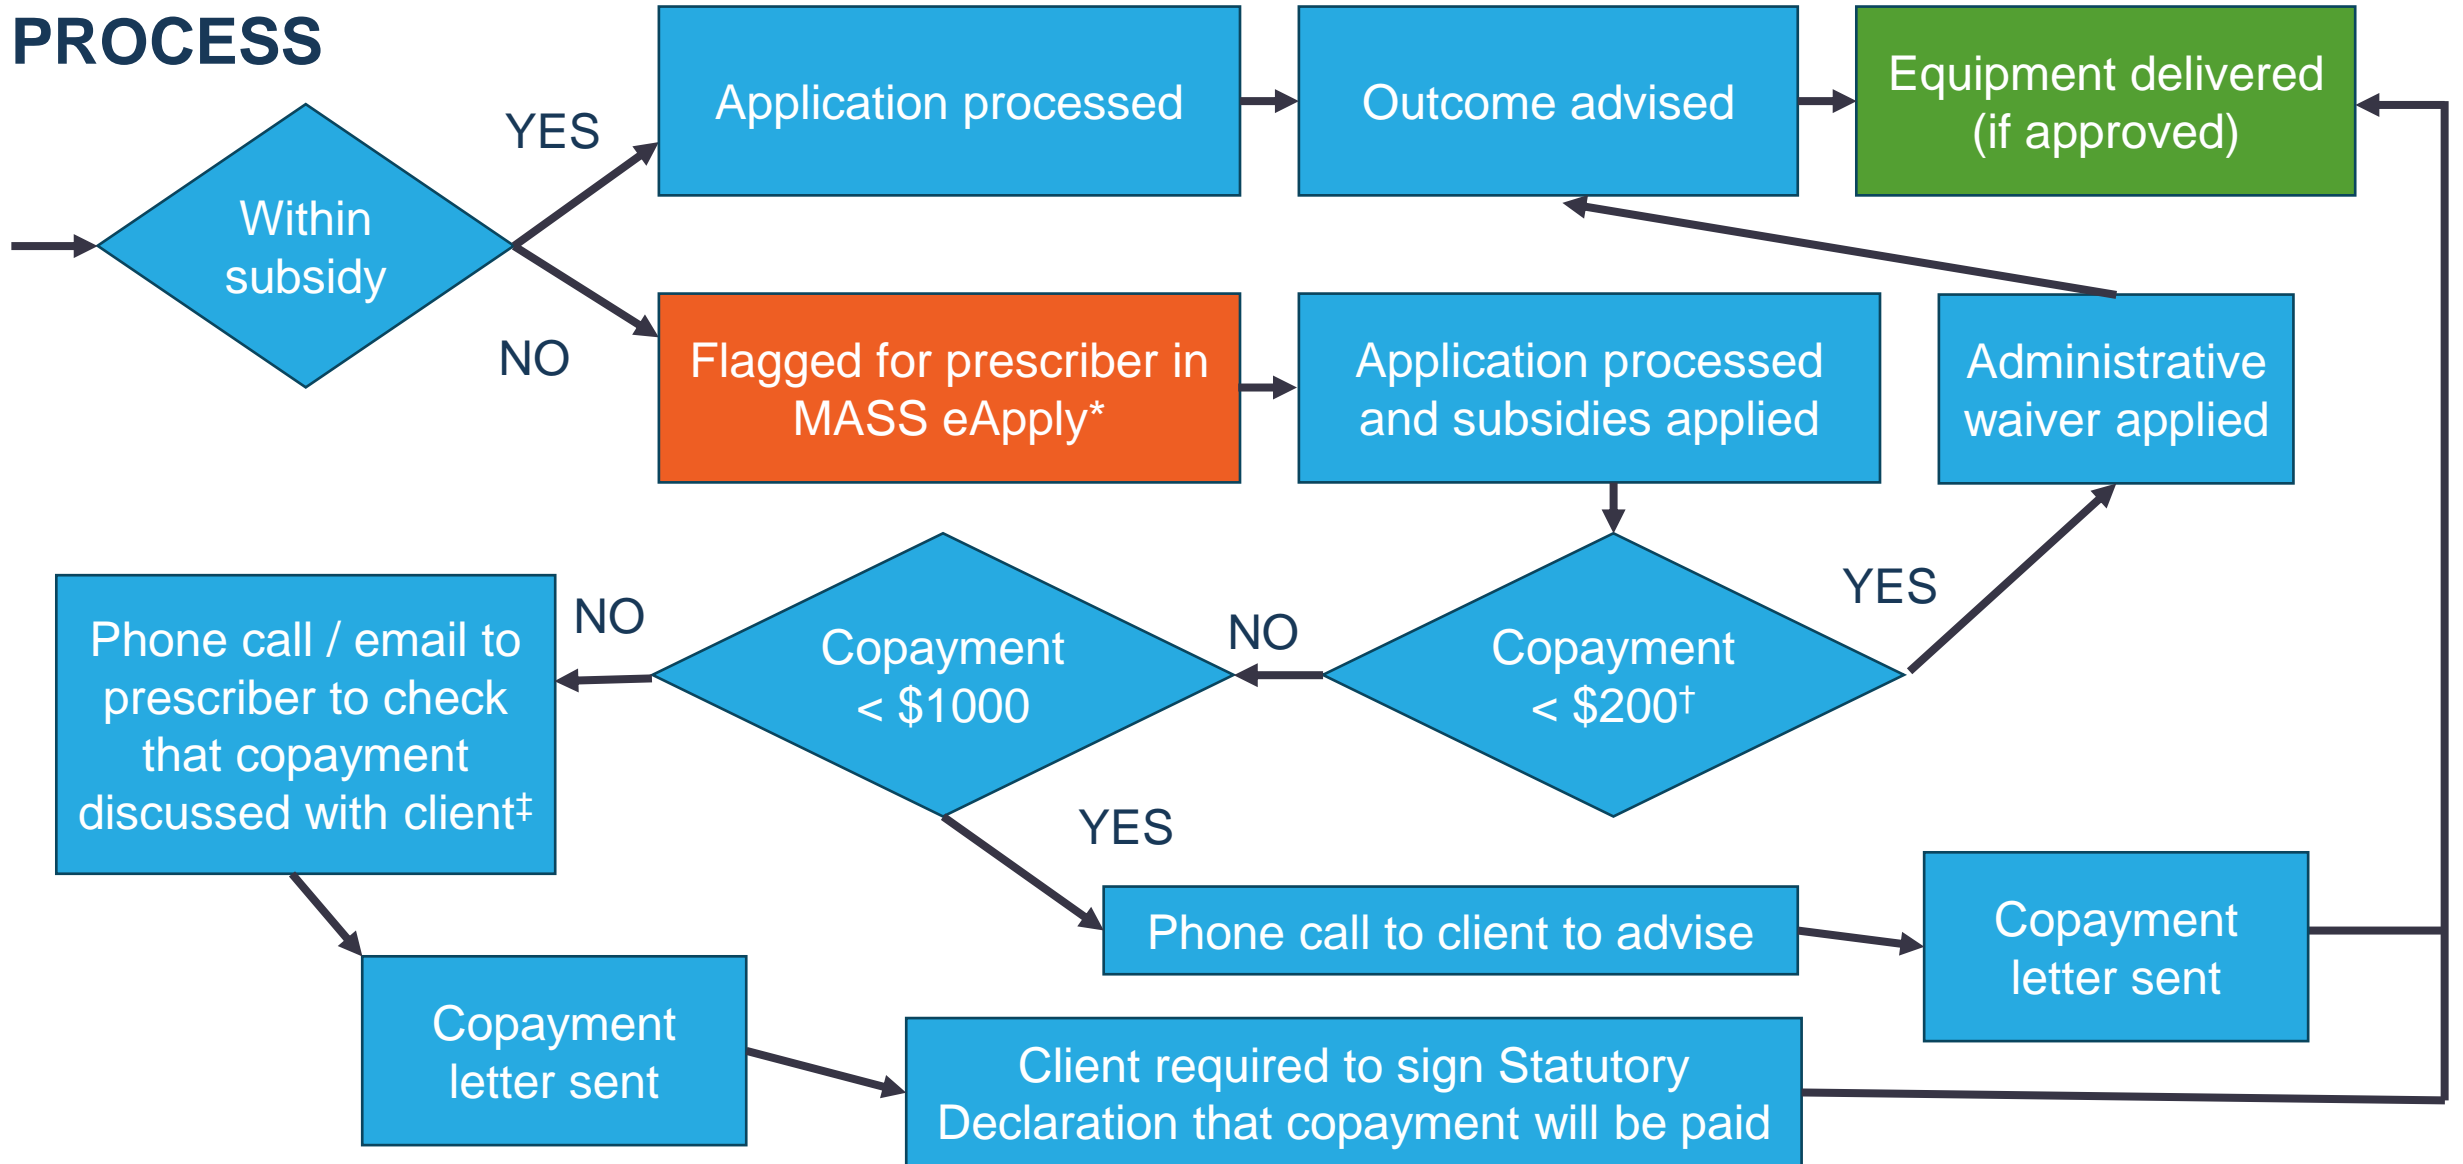 PROCESS
YES
Application processed
Outcome advised
Equipment delivered
(if approved)
Within
subsidy
NO
Flagged for prescriber in
MASS eApply*
Application processed
and subsidies applied
Administrative
waiver applied
YES
Copayment
< $200†
NO
Copayment
< $1000
NO
Phone call / email to
prescriber to check
that copayment
discussed with client‡
YES
Phone call to client to advise
Copayment
letter sent
Copayment
letter sent
Client required to sign Statutory
Declaration that copayment will be paid